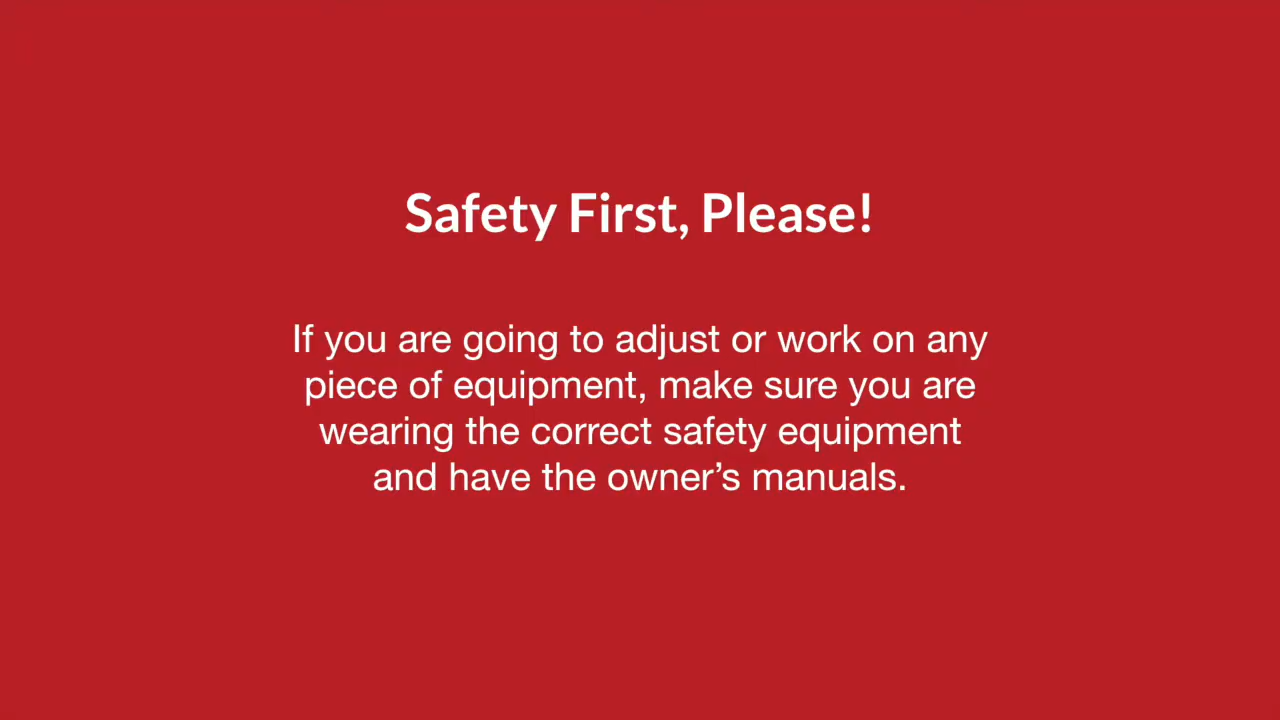 Safety First, Please!
If you are going to adjust or work on any
piece of equipment, make sure you are
wearing the correct safety equipment
and have the owner’s manuals.